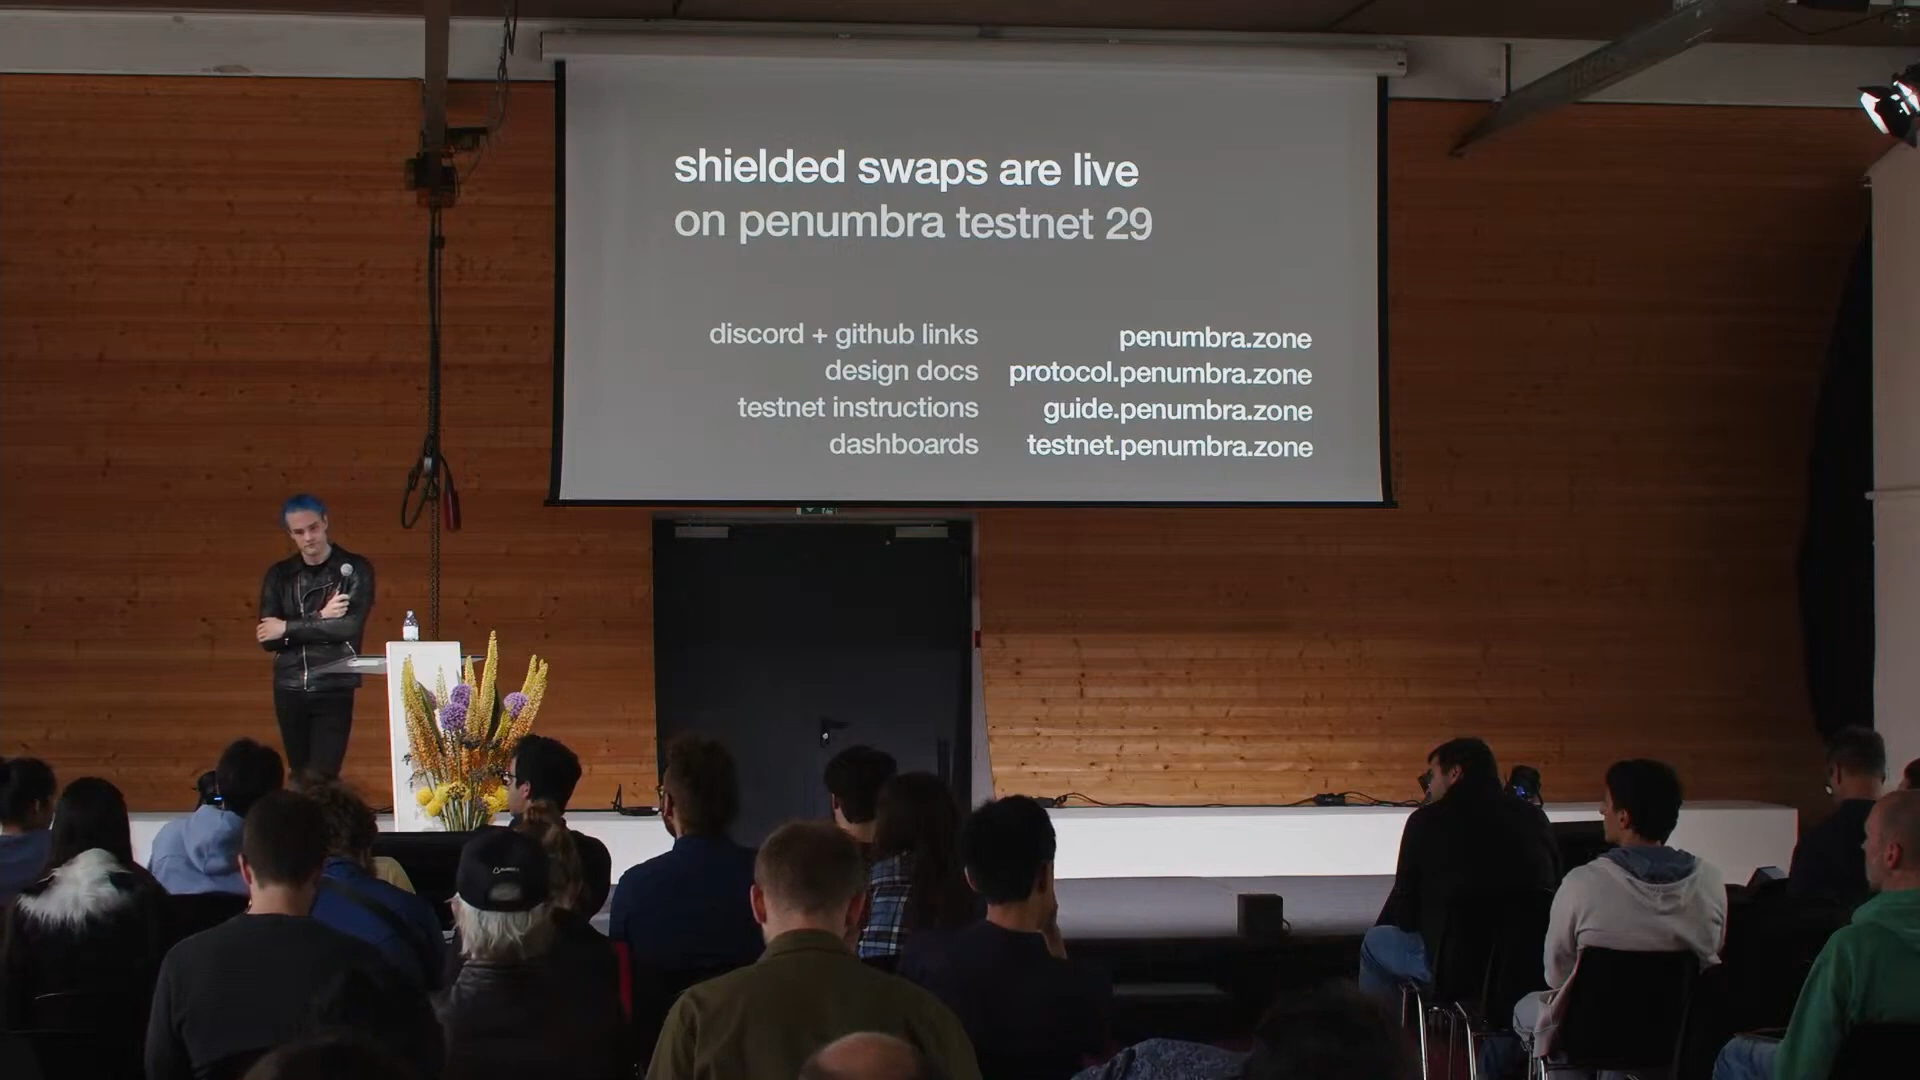 shielded swaps are live
on penumbra testnet 29
discord + github links penumbra.zone
design docs protocol.penumbra.zone
testnet instructions guide.penumbra.zone
dashboards testnet.penumbra.zone